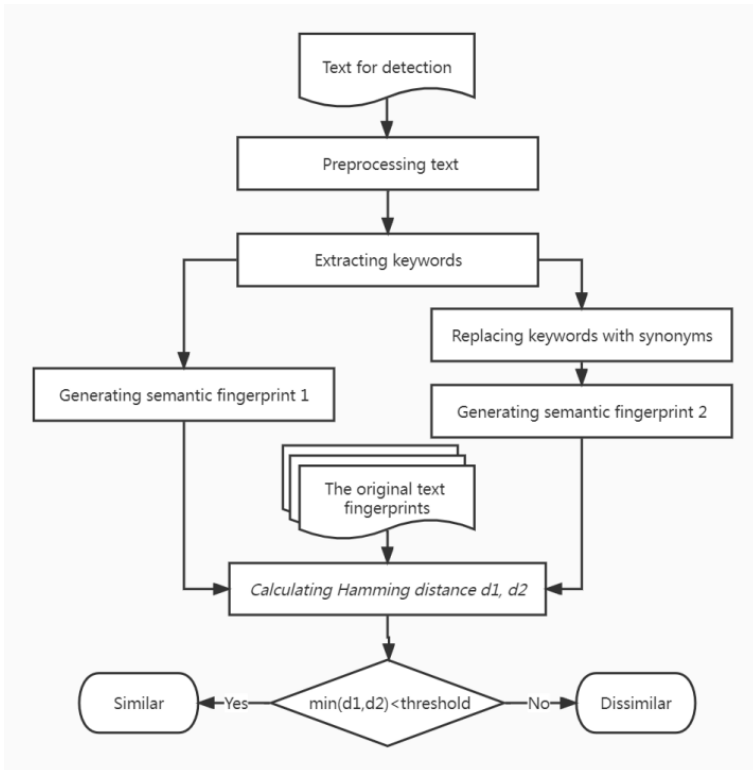 Text for detection
Preprocessing text
Extracting keywords
Replacing keywords with synonyms
Generating semantic fingerprint 1
Generating semantic fingerprint 2
The original text
fingerprints
Calculating Hamming distance d1, d2
min(d1,d2)<threshold
Yes
No
Similar
Dissimilar